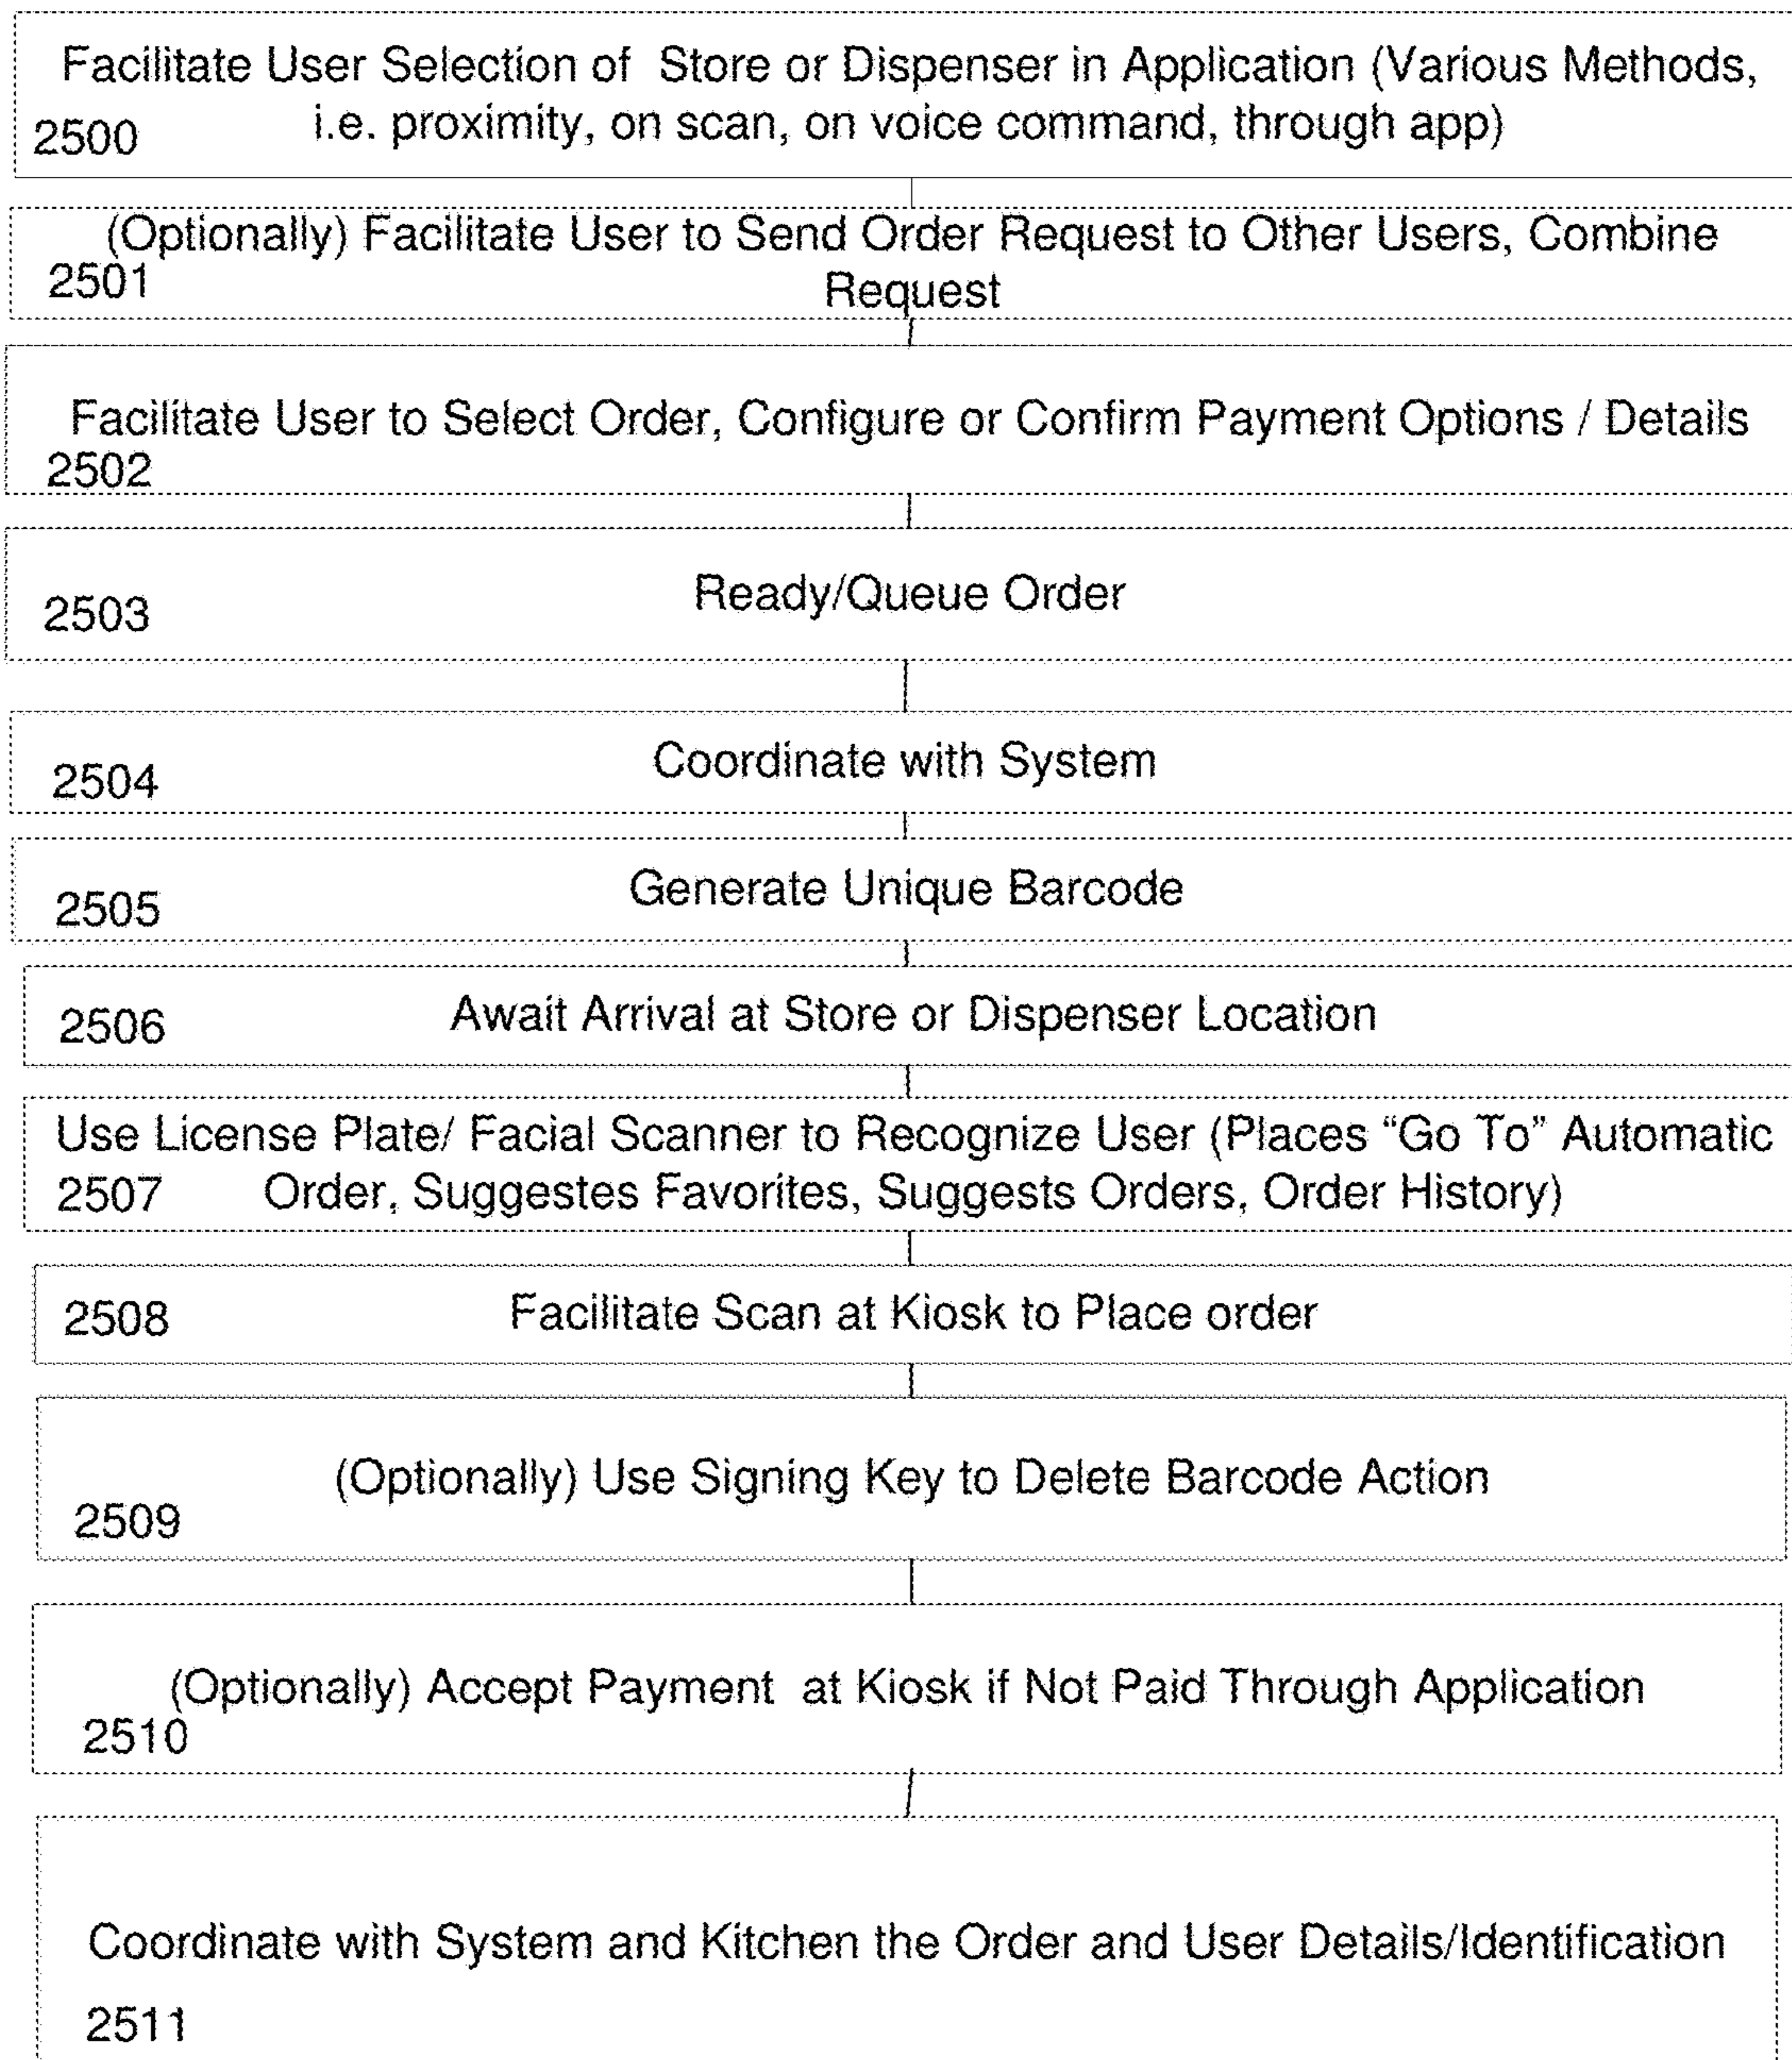 Facilitate User Selection of Store or Dispenser in Application (Various Methods,
i.e. proximity, on scan, on voice command, through app)
2500
(Optionally) Facilitate User to Send Order Request to Other Users, Combine
2501
Request
Facilitate User to Select Order, Configure or Confirm Payment Options / Details
2502
Ready/Queue Order
2503
Coordinate with System
2504
Generate Unique Barcode
2505
Await Arrival at Store or Dispenser Location
2506
Use License Plate/ Facial Scanner to Recognize User (Places “Go To” Automatic
2507 Order, Suggestes Favorites, Suggests Orders, Order History)
2508 Facilitate Scan at Kiosk to Place order
(Optionally) Use Signing Key to Delete Barcode Action
2509
(Optionally) Accept Payment at Kiosk if Not Paid Through Application
2510
Coordinate with System and Kitchen the Order and User Details/Identification
2511